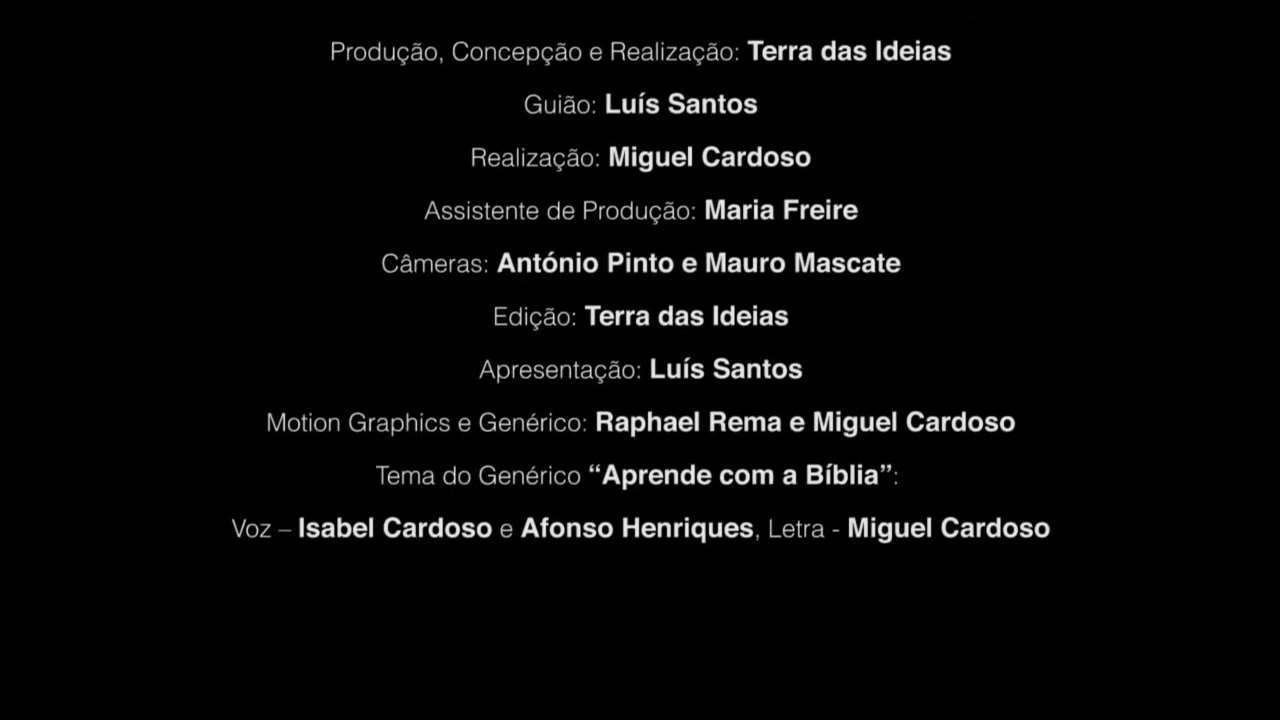 Produção, Concepção e Realização: Terra das Ideias
Guião: Luís Santos
Realização: Miguel Cardoso
Assistente de Produção: Maria Freire
Câmeras: António Pinto e Mauro Mascate
Edição: Terra das Ideias
Apresentação: Luís Santos
Motion Graphics e Genérico: Raphael Rema e Miguel Cardoso
Tema do Genérico “Aprende com a Bíblia”:
Voz – Isabel Cardoso e Afonso Henriques, Letra - Miguel Cardoso